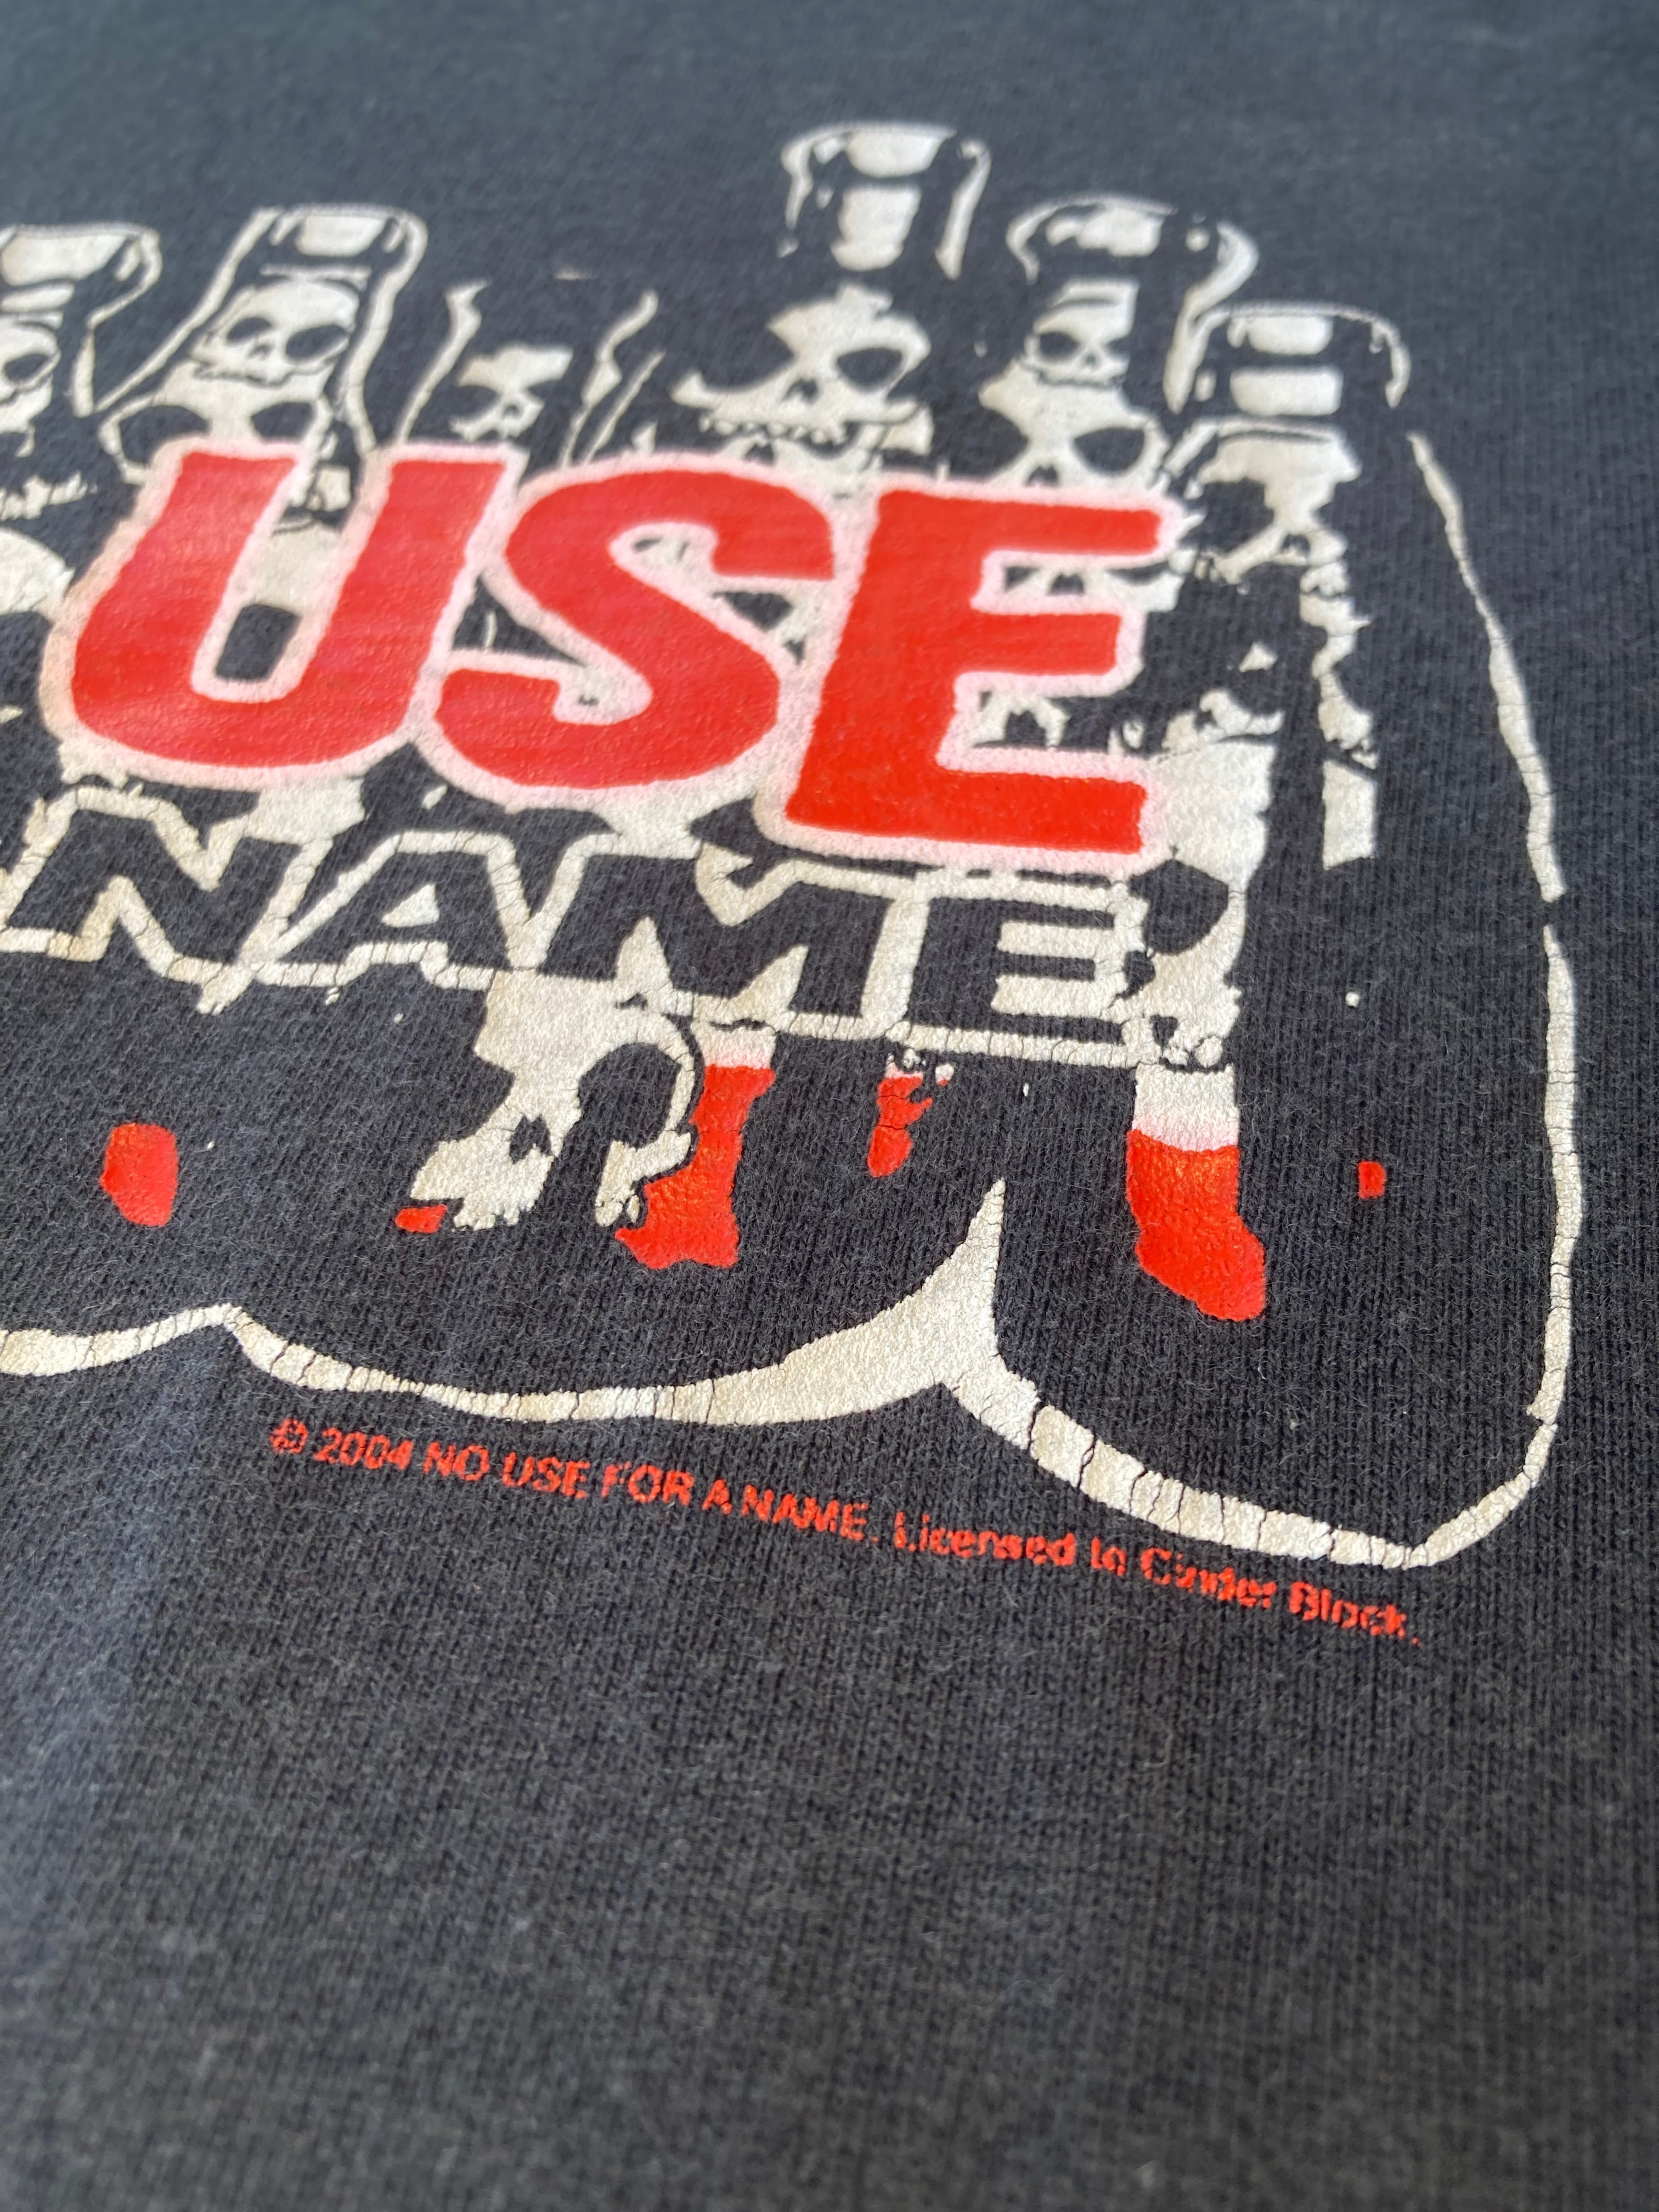 USE
NAME
© 2004 NO USE FOR A NAME. Licensed to Cinder Block.